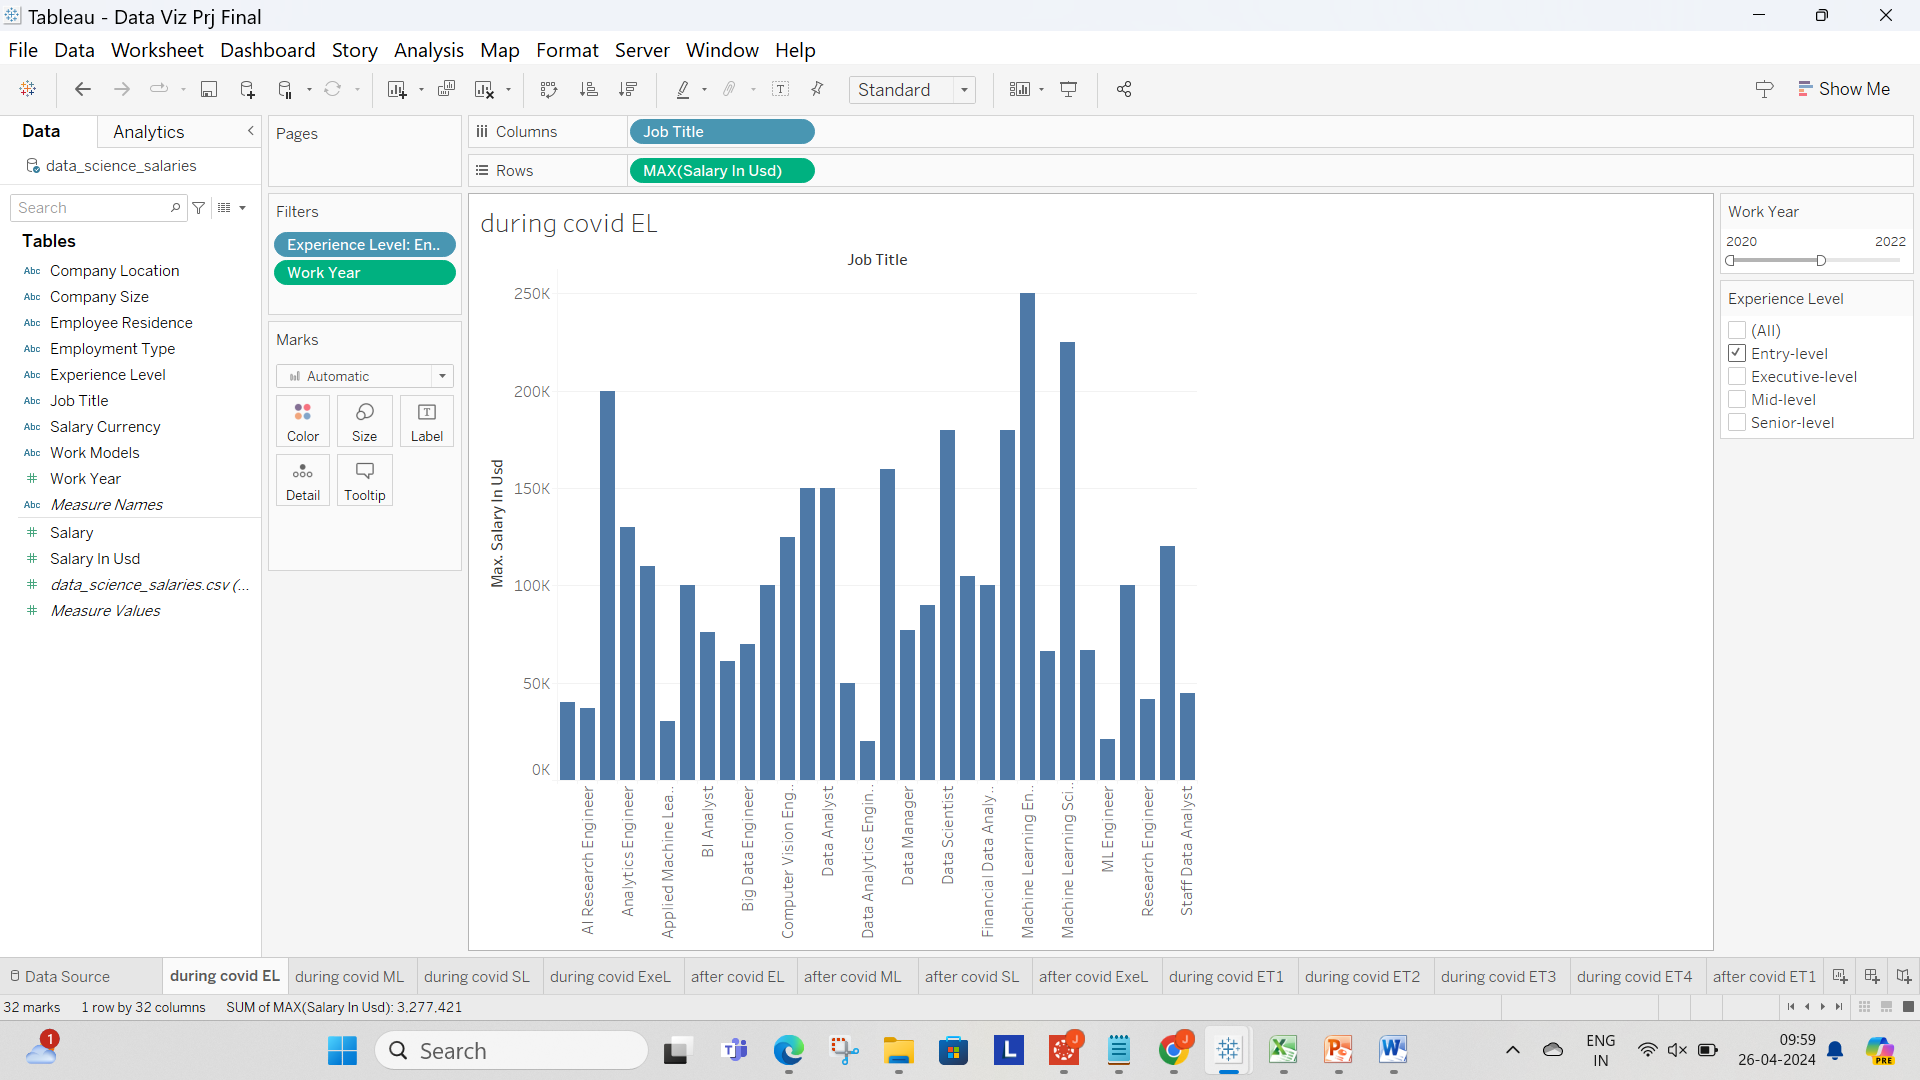 Tableau - Data Viz Prj Final
File Data Worksheet Dashboard Story Analysis Map Format Server Window Help
Standard
Show Me
Data Analytics
data_science_salaries
Search
Tables
Abc Company Location
Abc Company Size
Abc Employee Residence
Abc Employment Type
Abc Experience Level
Abc Job Title
Abc Salary Currency
Abc Work Models
# Work Year
Abc Measure Names
# Salary
# Salary In Usd
# data_science_salaries.csv (...
# Measure Values
Pages
Filters
Experience Level: En..
Work Year
Marks
Automatic
Color Size Label
Detail Tooltip
Columns Job Title
Rows MAX(Salary In Usd)
during covid EL
Job Title
Max. Salary In Usd
250K
200K
150K
100K
50K
0K
AI Research Engineer
Analytics Engineer
Applied Machine Lea..
BI Analyst
Big Data Engineer
Computer Vision Eng..
Data Analyst
Data Analytics Engin..
Data Manager
Data Scientist
Financial Data Analy..
Machine Learning En..
Machine Learning Sci..
ML Engineer
Research Engineer
Staff Data Analyst
Work Year
2020 2022
Experience Level
(All)
Entry-level
Executive-level
Mid-level
Senior-level
Data Source during covid EL during covid ML during covid SL during covid ExeL after covid EL after covid ML after covid SL after covid ExeL during covid ET1 during covid ET2 during covid ET3 during covid ET4 after covid ET1
32 marks 1 row by 32 columns SUM of MAX(Salary In Usd): 3,277,421
1
Search
L
J
J
ENG
IN
09:59
26-04-2024
PRE